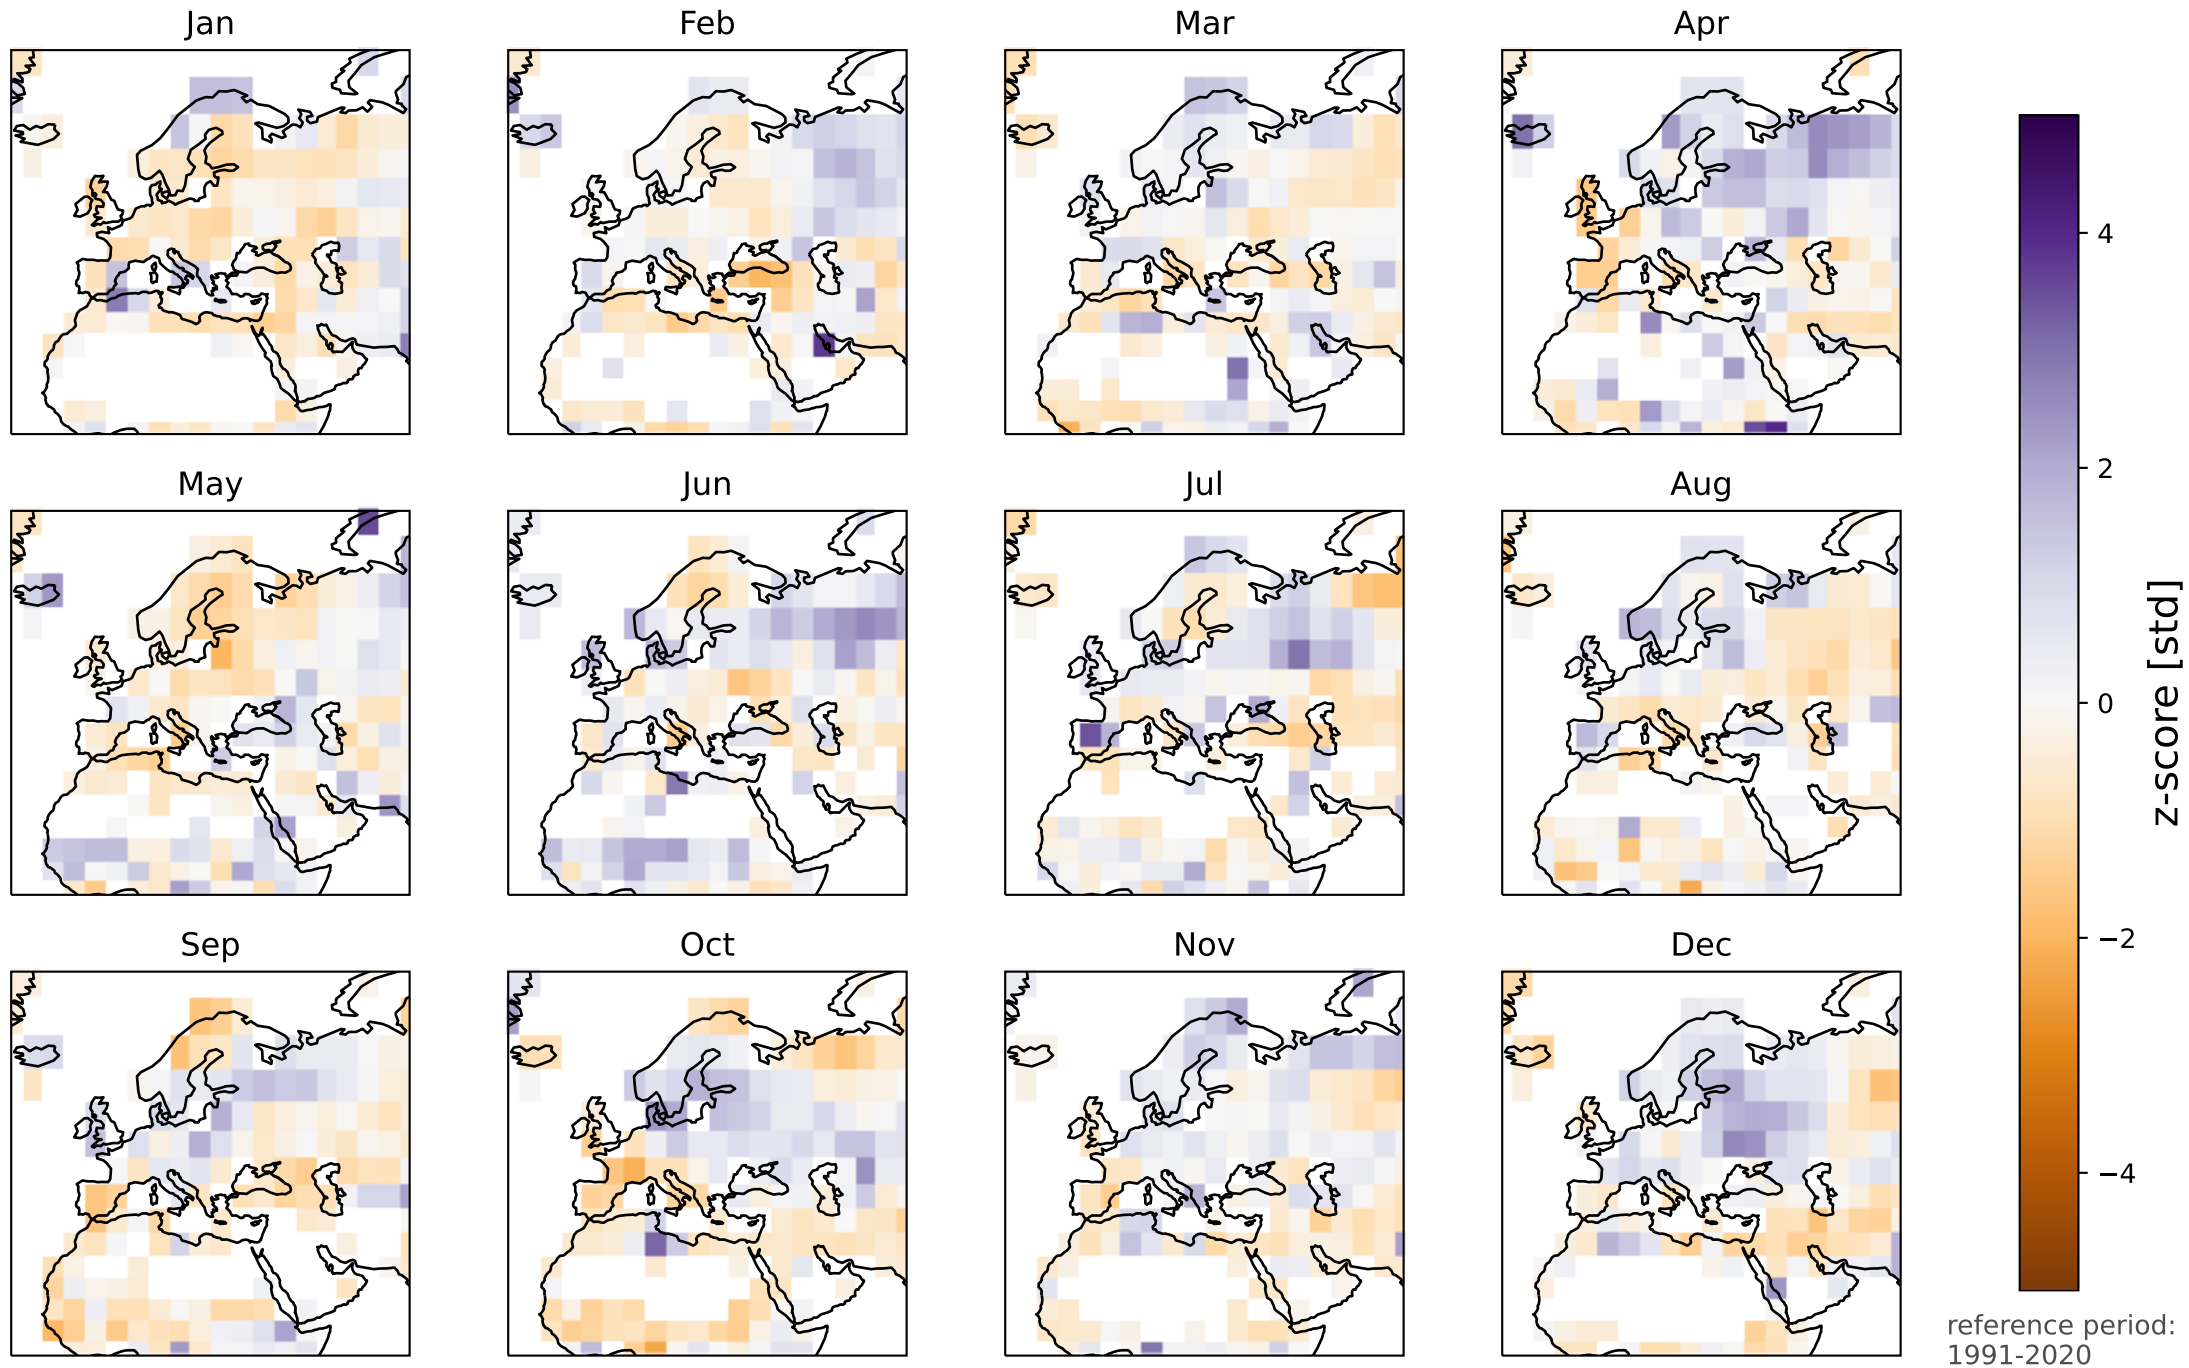 Jan
Feb
Mar
Apr
May
Jun
Jul
Aug
Sep
Oct
Nov
Dec
4
2
0
−2
−4
z-score [std]
reference period:
1991-2020